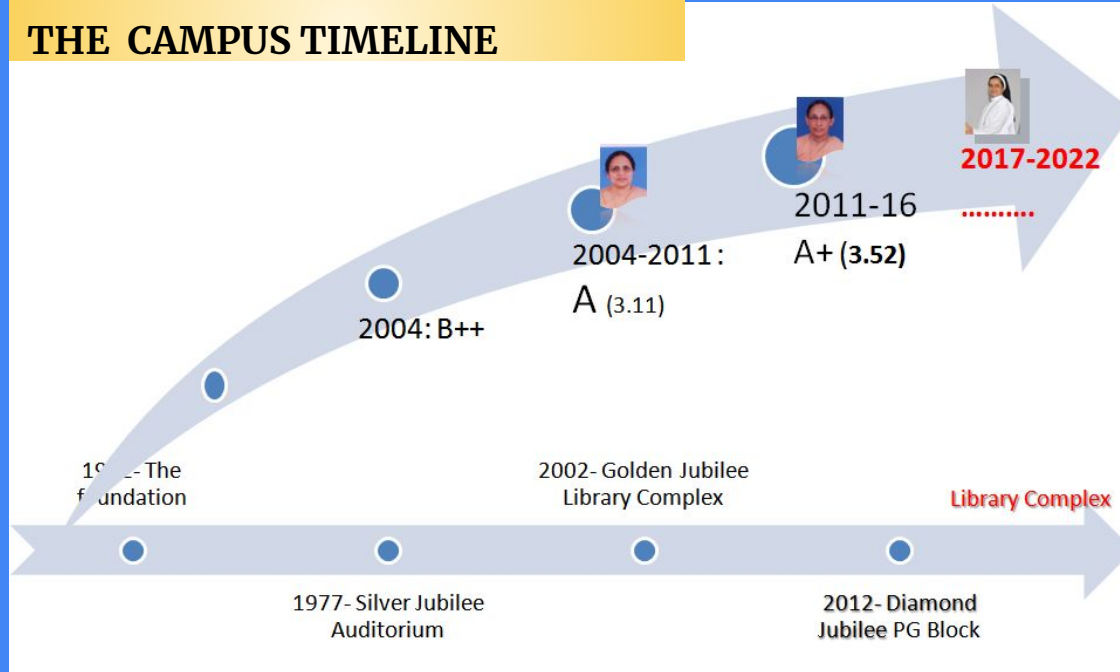 THE CAMPUS TIMELINE
2017-2022
..........
2011-16
A+ (3.52)
2004-2011:
A (3.11)
2004: B++
The
2002- Golden Jubilee
Library Complex
Library Complex
1977- Silver Jubilee
Auditorium
2012- Diamond
Jubilee PG Block